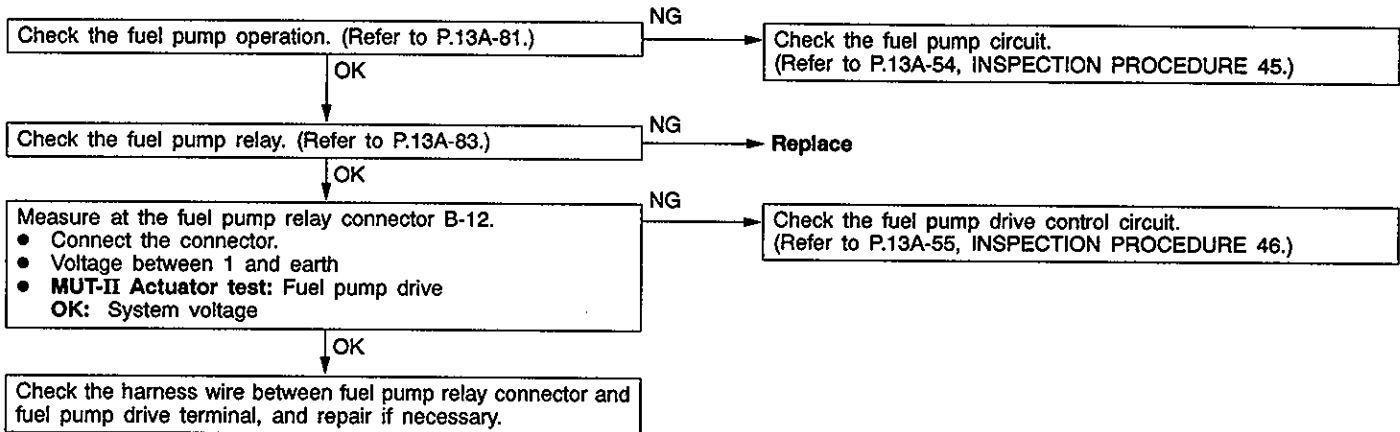 Check the fuel pump operation. (Refer to P.13A-81.)
NG
Check the fuel pump circuit.
(Refer to P.13A-54, INSPECTION PROCEDURE 45.)
OK
Check the fuel pump relay. (Refer to P.13A-83.)
NG
Replace
OK
Measure at the fuel pump relay connector B-12.
● Connect the connector.
● Voltage between 1 and earth
● MUT-II Actuator test: Fuel pump drive
OK: System voltage
NG
Check the fuel pump drive control circuit.
(Refer to P.13A-55, INSPECTION PROCEDURE 46.)
OK
Check the harness wire between fuel pump relay connector and
fuel pump drive terminal, and repair if necessary.